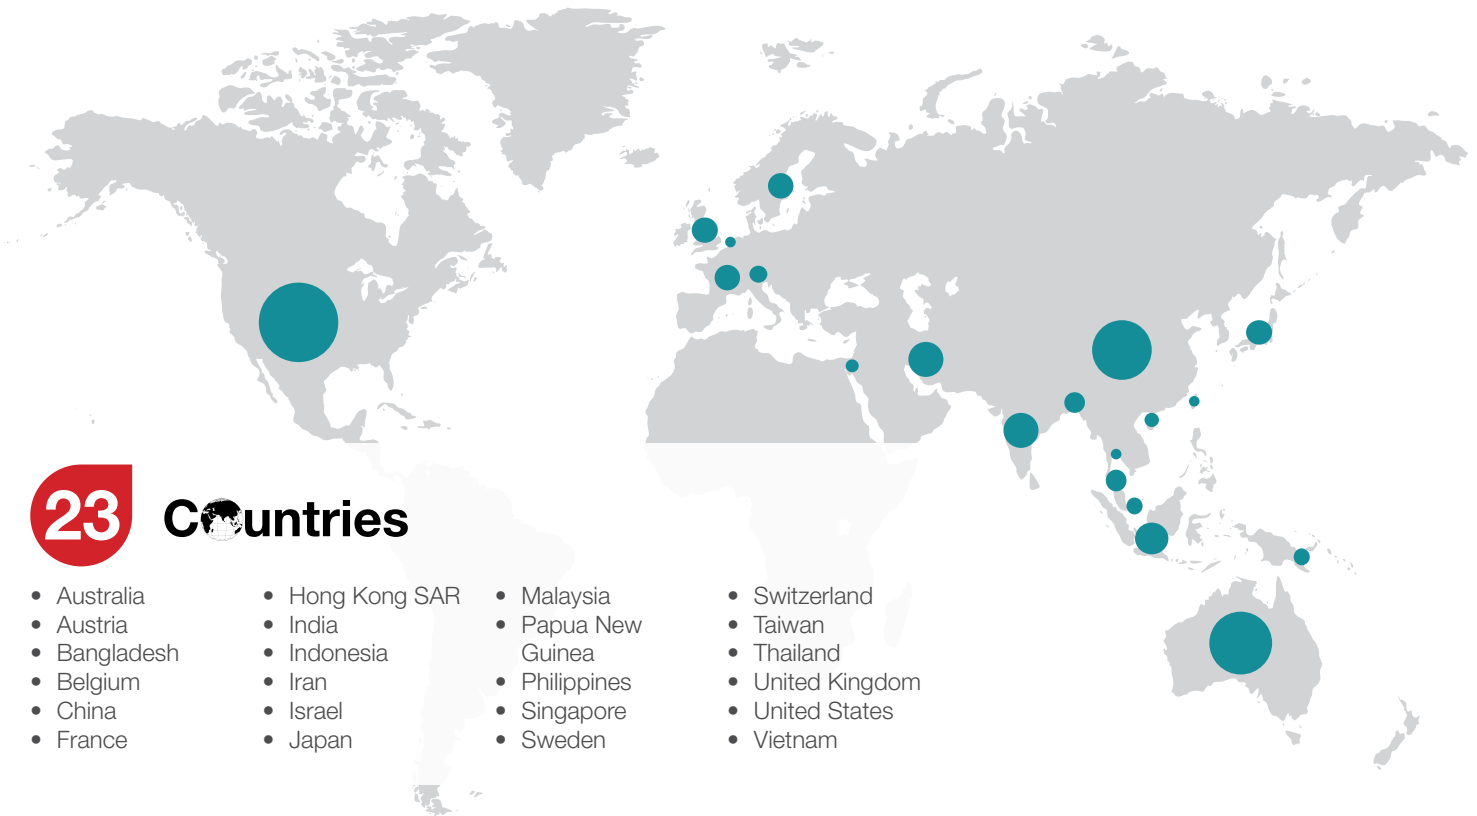 23 Countries
Australia
Austria
Bangladesh
Belgium
China
France
Hong Kong SAR
India
Indonesia
Iran
Israel
Japan
Malaysia
Papua New
Guinea
Philippines
Singapore
Sweden
Switzerland
Taiwan
Thailand
United Kingdom
United States
Vietnam